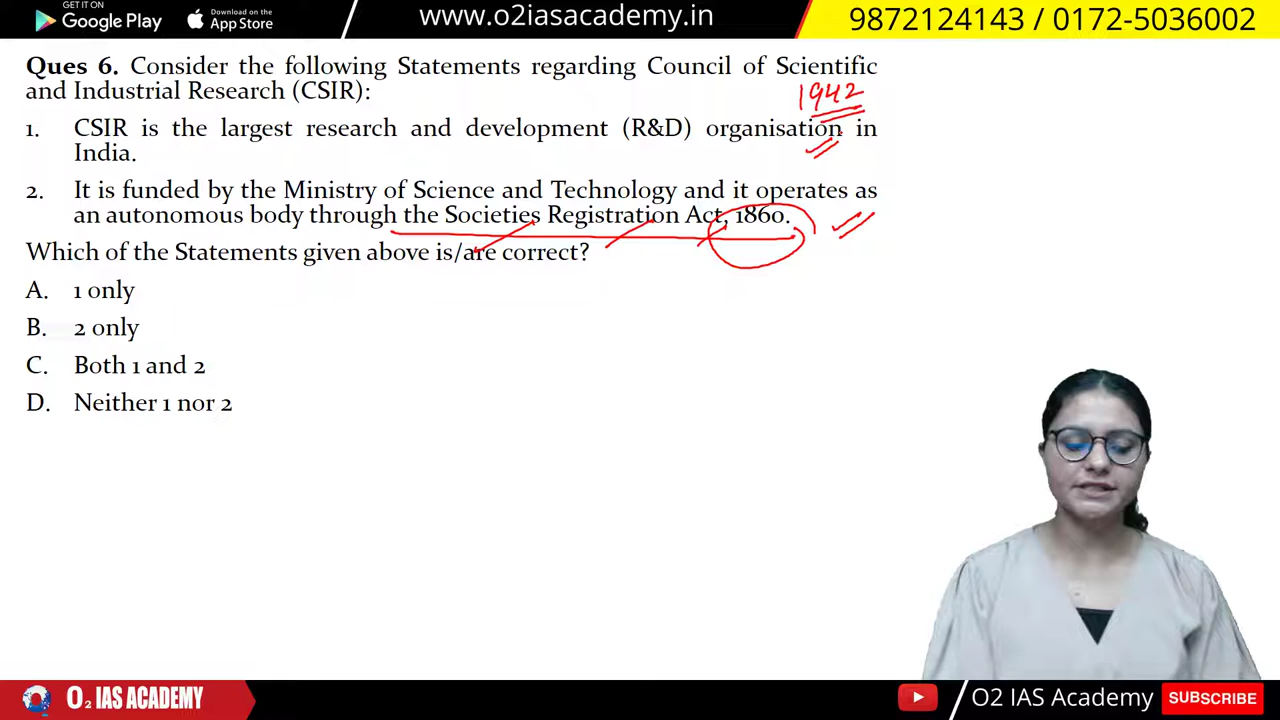 GET IT ON
Google Play
Download on the
App Store
www.o2iasacademy.in
9872124143 / 0172-5036002
Ques 6. Consider the following Statements regarding Council of Scientific
and Industrial Research (CSIR):
1942
1. CSIR is the largest research and development (R&D) organisation in
India.
2. It is funded by the Ministry of Science and Technology and it operates as
an autonomous body through the Societies Registration Act, 1860.
Which of the Statements given above is/are correct?
A. 1 only
B. 2 only
C. Both 1 and 2
D. Neither 1 nor 2
O2 IAS ACADEMY
O2 IAS Academy
SUBSCRIBE